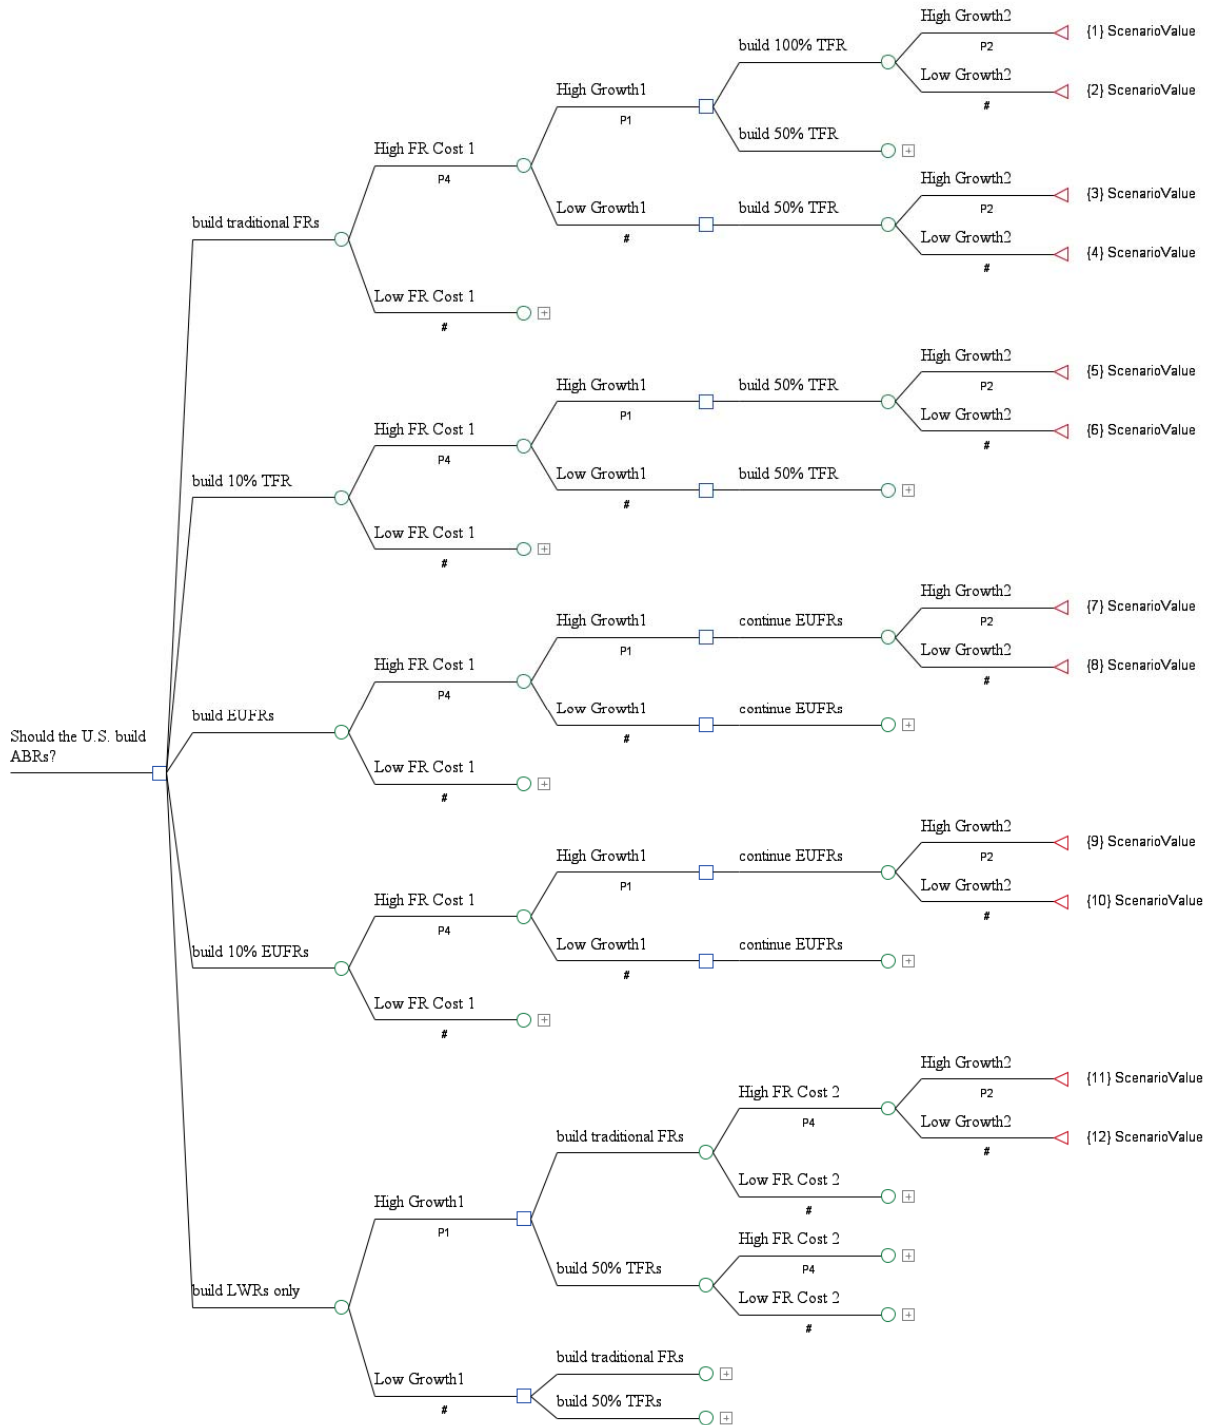 High Growth2
{1} ScenarioValue
P2
build 100% TFR
Low Growth2
{2} ScenarioValue
#
High Growth1
P1
build 50% TFR
High FR Cost 1
P4
High Growth2
{3} ScenarioValue
P2
Low Growth1
#
build 50% TFR
Low Growth2
{4} ScenarioValue
#
build traditional FRs
Low FR Cost 1
#
High Growth2
{5} ScenarioValue
P2
High Growth1
P1
build 50% TFR
Low Growth2
{6} ScenarioValue
#
High FR Cost 1
P4
Low Growth1
#
build 50% TFR
build 10% TFR
Low FR Cost 1
#
High Growth2
{7} ScenarioValue
P2
High Growth1
P1
continue EUFRs
Low Growth2
{8} ScenarioValue
#
High FR Cost 1
P4
Low Growth1
#
continue EUFRs
build EUFRs
Should the U.S. build
ABRs?
Low FR Cost 1
#
High Growth2
{9} ScenarioValue
P2
High Growth1
P1
continue EUFRs
Low Growth2
{10} ScenarioValue
#
High FR Cost 1
P4
Low Growth1
#
continue EUFRs
build 10% EUFRs
Low FR Cost 1
#
High Growth2
{11} ScenarioValue
P2
High FR Cost 2
P4
Low Growth2
{12} ScenarioValue
#
build traditional FRs
Low FR Cost 2
#
High Growth1
P1
High FR Cost 2
P4
build 50% TFRs
Low FR Cost 2
#
build LWRs only
build traditional FRs
Low Growth1
#
build 50% TFRs